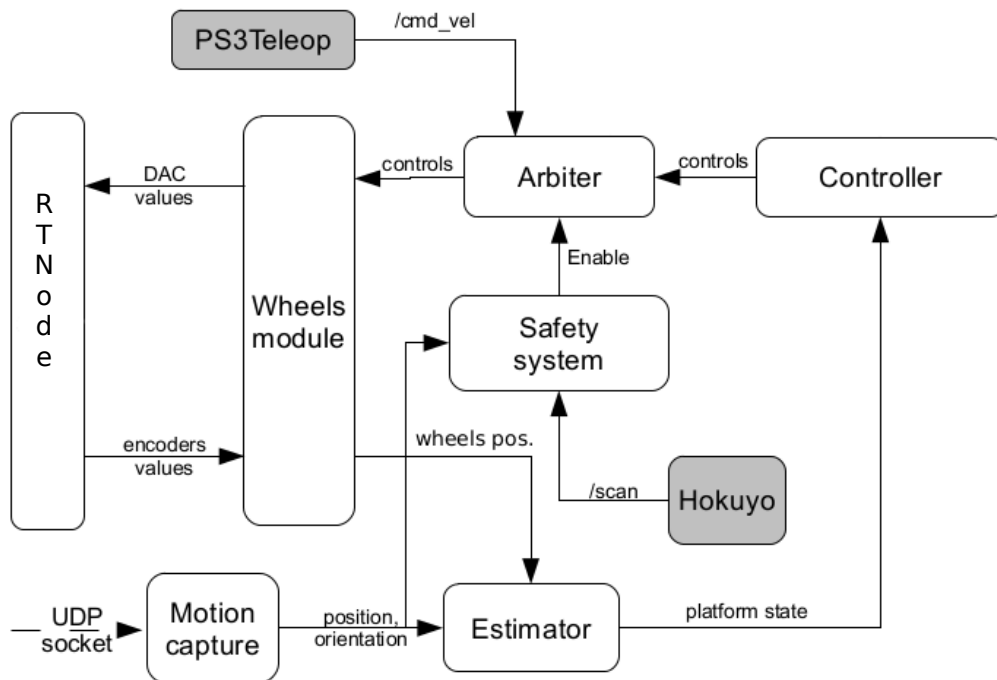 /cmd_vel
PS3Teleop
RTNode
DAC
values
controls
Arbiter
controls
Controller
Enable
Wheels
module
Safety
system
encoders
values
wheels pos.
/scan
Hokuyo
UDP
socket
Motion
capture
position,
orientation
Estimator
platform state